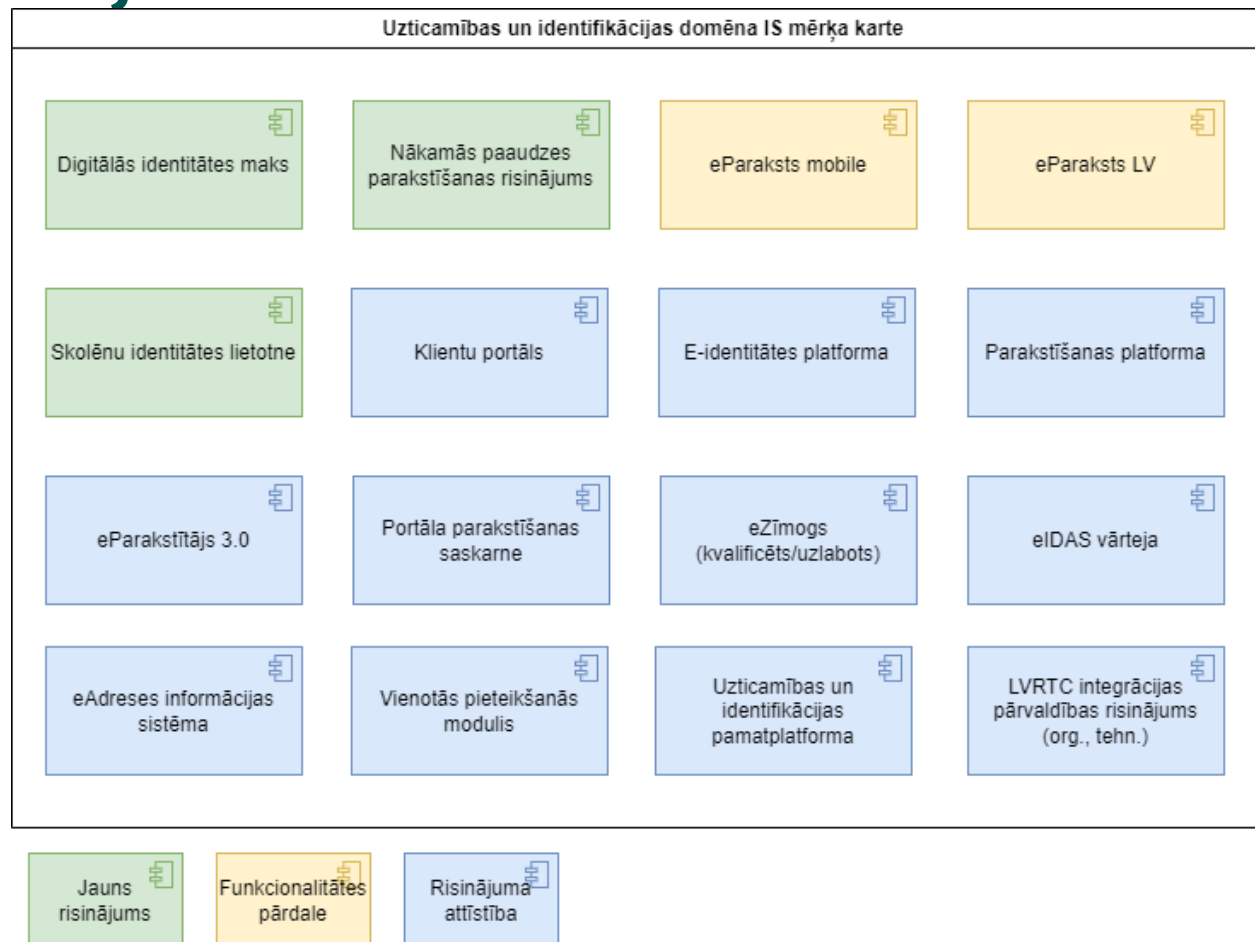 Uzticamības un identifikācijas domēna IS mērķa karte
Digitālās identitātes maks
Nākamās paaudzes
parakstīšanas risinājums
eParaksts mobile
eParaksts LV
Skolēnu identitātes lietotne
Klientu portāls
E-identitātes platforma
Parakstīšanas platforma
eParakstītājs 3.0
Portāla parakstīšanas
saskarne
eZīmogs
(kvalificēts/uzlabots)
eIDAS vārteja
eAdreses informācijas
sistēma
Vienotās pieteikšanās
modulis
Uzticamības un
identifikācijas
pamatplatforma
LVRTC integrācijas
pārvaldības risinājums
(org., tehn.)
Jauns
risinājums
Funkcionalitātes
pārdale
Risinājuma
attīstība